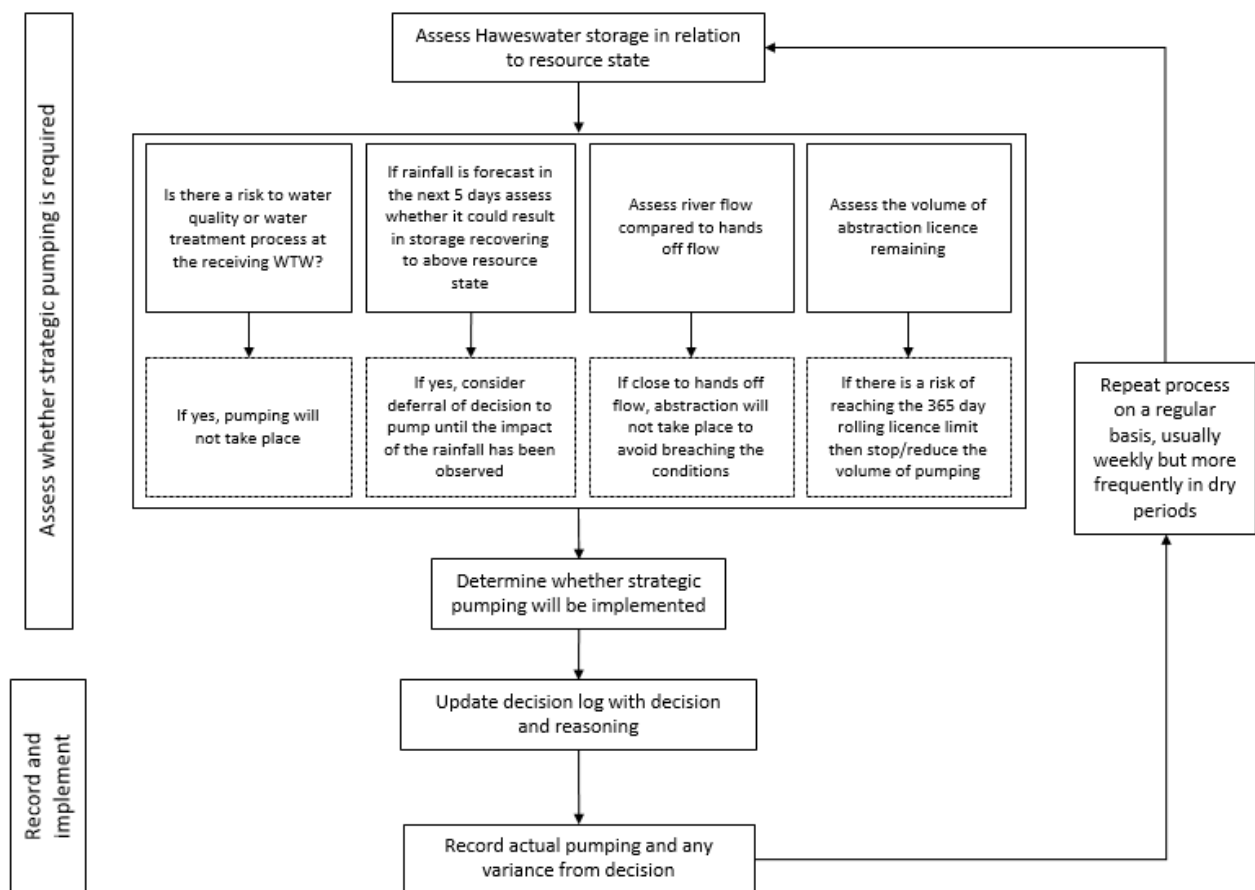 Assess whether strategic pumping is required
Assess Haweswater storage in relation
to resource state
Is there a risk to water
quality or water
treatment process at
the receiving WTW?
If rainfall is forecast in
the next 5 days assess
whether it could result
in storage recovering
to above resource
state
Assess river flow
compared to hands
off flow
Assess the volume of
abstraction licence
remaining
If yes, pumping will
not take place
If yes, consider
deferral of decision to
pump until the impact
of the rainfall has been
observed
If close to hands off
flow, abstraction will
not take place to
avoid breaching the
conditions
If there is a risk of
reaching the 365 day
rolling licence limit
then stop/reduce the
volume of pumping
Repeat process
on a regular
basis, usually
weekly but more
frequently in dry
periods
Determine whether strategic
pumping will be implemented
Record and
implement
Update decision log with decision
and reasoning
Record actual pumping and any
variance from decision